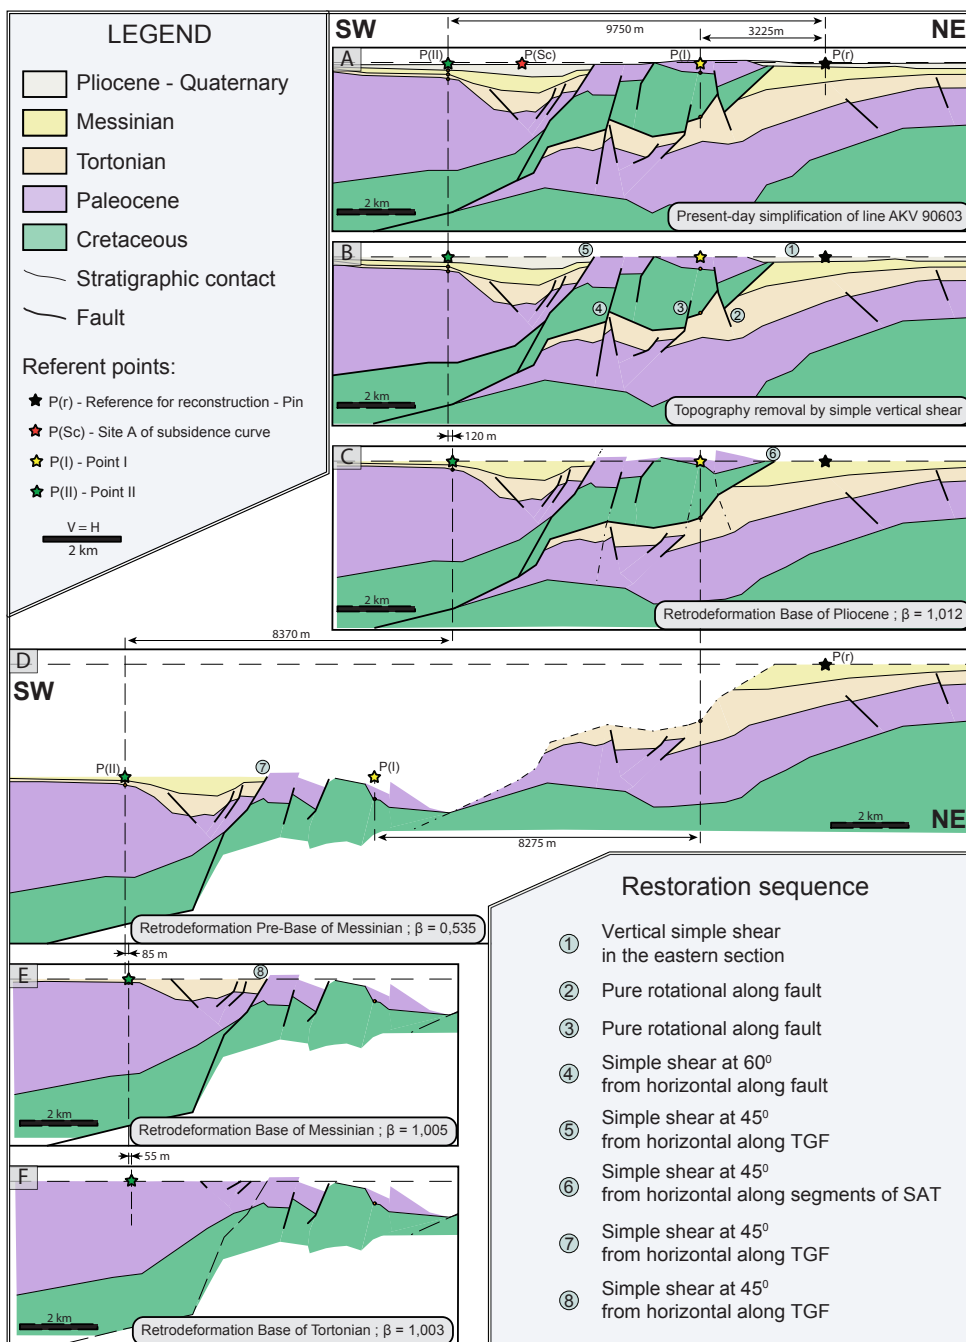 LEGEND
Pliocene - Quaternary
Messinian
Tortonian
Paleocene
Cretaceous
Stratigraphic contact
Fault
Referent points:
P(r) - Reference for reconstruction - Pin
P(Sc) - Site A of subsidence curve
P(I) - Point I
P(II) - Point II
V = H
2 km
SW
9750 m
NE
3225m
A
P(II)
P(Sc)
P(I)
P(r)
2 km
Present-day simplification of line AKV 90603
B
5
1
4
3
2
2 km
Topography removal by simple vertical shear
120 m
C
6
2 km
Retrodeformation Base of Pliocene ; β = 1,012
8370 m
D
SW
P(r)
P(II)
7
P(I)
2 km
NE
8275 m
Retrodeformation Pre-Base of Messinian ; β = 0,535
85 m
E
8
2 km
Retrodeformation Base of Messinian ; β = 1,005
55 m
F
2 km
Retrodeformation Base of Tortonian ; β = 1,003
Restoration sequence
1 Vertical simple shear
in the eastern section
2 Pure rotational along fault
3 Pure rotational along fault
4 Simple shear at 60⁰
from horizontal along fault
5 Simple shear at 45⁰
from horizontal along TGF
6 Simple shear at 45⁰
from horizontal along segments of SAT
7 Simple shear at 45⁰
from horizontal along TGF
8 Simple shear at 45⁰
from horizontal along TGF